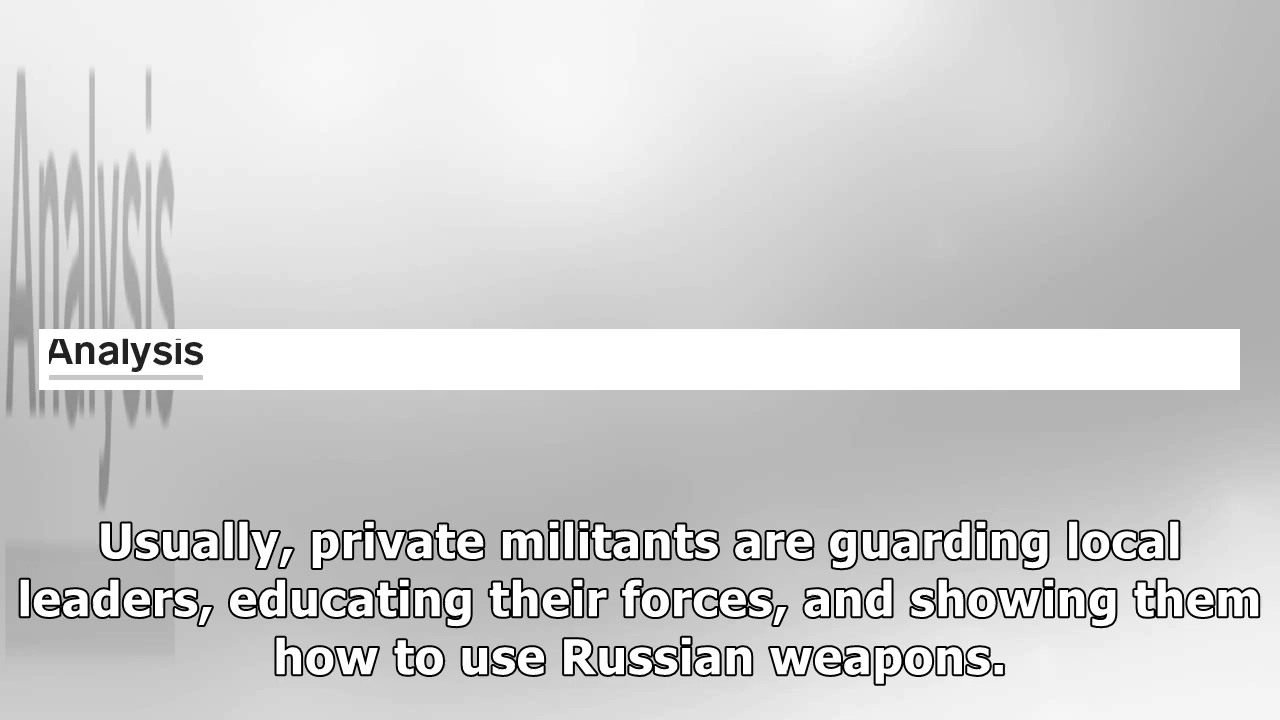 Analysis
Analysis
Usually, private militants are guarding local
leaders, educating their forces, and showing them
how to use Russian weapons.